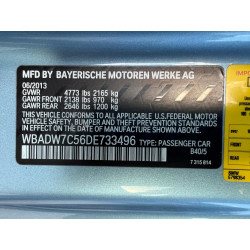 MFD BY BAYERISCHE MOTOREN WERKE AG
06/2013
GVWR 4773 lbs 2165 kg
GAWR FRONT 2138 lbs 970 kg
GAWR REAR 2646 lbs 1200 kg
THIS VEHICLE CONFORMS TO ALL APPLICABLE
U.S. FEDERAL MOTOR VEHICLE SAFETY, BUMPER,
AND THEFT PREVENTION STANDARDS IN EFFECT
ON THE DATE OF MANUFACTURE SHOWN ABOVE.
WBADW7C56DE733496 TYPE: PASSENGER CAR
B40/5
7 315 814